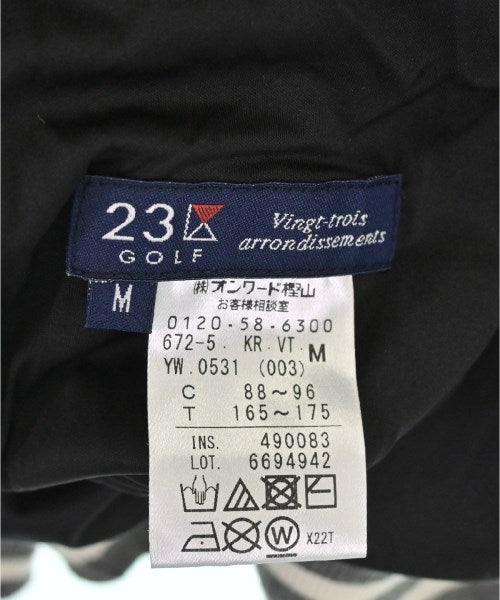 23
GOLF
Vingt-trois
arrondissements
M
㈱オンワード樫山
お客様相談室
0120-58-6300
672-5. KR.VT. M
YW.0531 (003)
C 88〜96
T 165〜175
INS. 490083
LOT. 6694942
W X22T